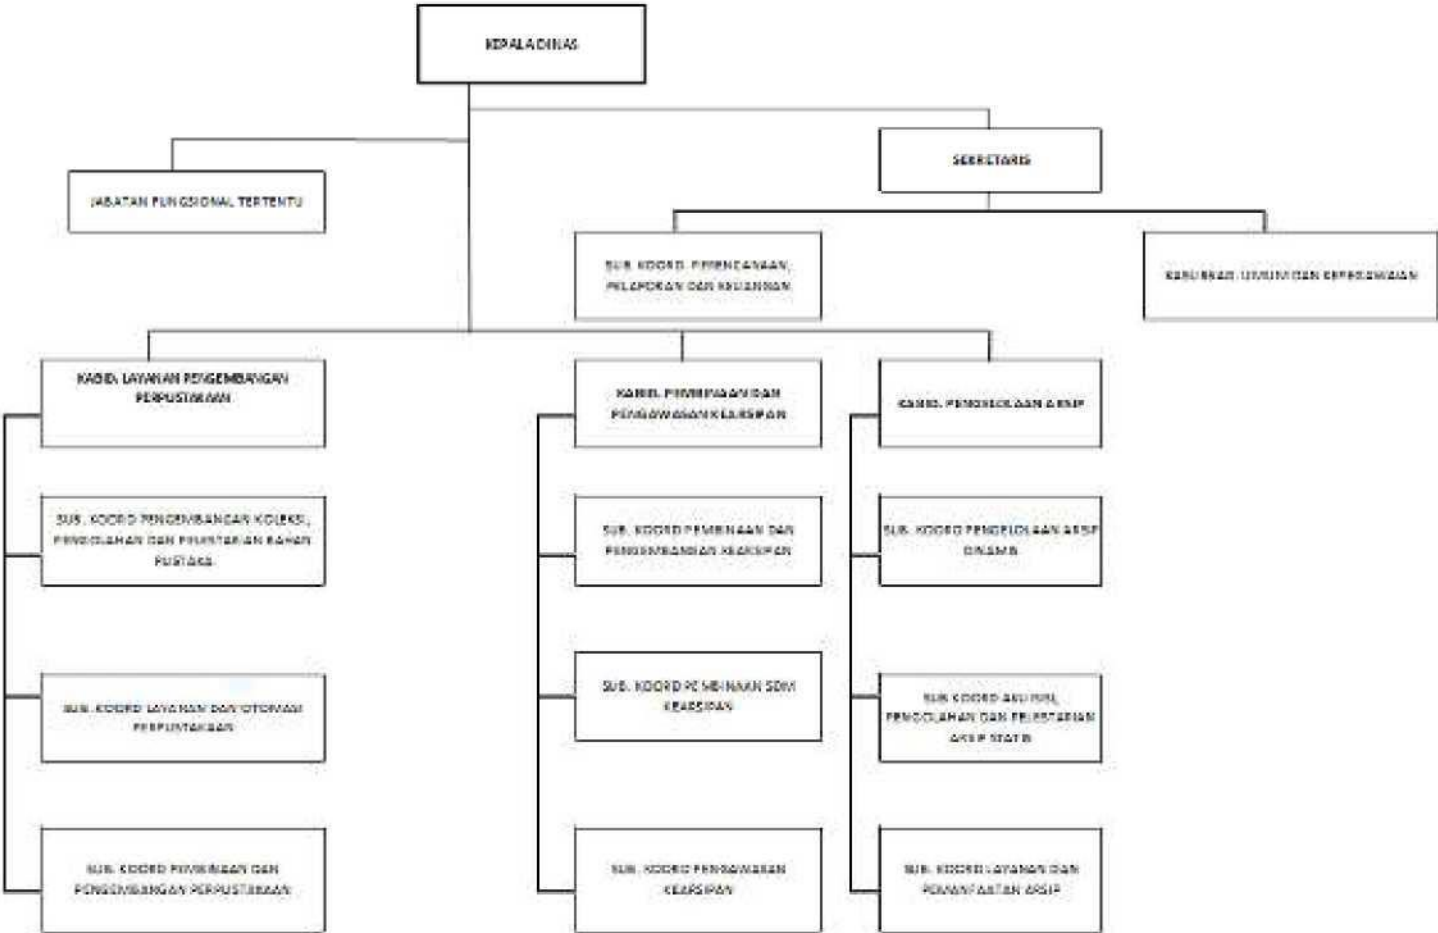 KEPALA DINAS
SEKRETARIS
JABATAN FUNGSIONAL TERTENTU
SUB. KOORD. PERENCANAAN,
PELAPORAN DAN KEUANGAN
KASUBBAG. UMUM DAN KEPEGAWAIAN
KABID. LAYANAN PENGEMBANGAN
PERPUSTAKAAN
KABID. PEMBINAAN DAN
PENGAWASAN KEARSIPAN
KABID. PENGELOLAAN ARSIP
SUB. KOORD PENGEMBANGAN KOLEKSI,
PENGOLAHAN DAN PELESTARIAN BAHAN
PUSTAKA
SUB. KOORD PEMBINAAN DAN
PENGEMBANGAN KEARSIPAN
SUB. KOORD PENGELOLAAN ARSIP
DINAMIS
SUB. KOORD LAYANAN DAN OTOMASI
PERPUSTAKAAN
SUB. KOORD PEMBINAAN SDM
KEARSIPAN
SUB KOORD AKUISISI,
PENGOLAHAN DAN PELESTARIAN
ARSIP STATIS
SUB. KOORD PEMBINAAN DAN
PENGEMBANGAN PERPUSTAKAAN
SUB. KOORD PENGAWASAN
KEARSIPAN
SUB. KOORD LAYANAN DAN
PEMANFAATAN ARSIP